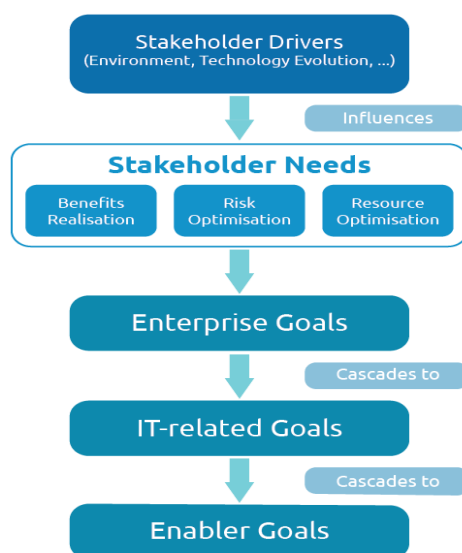 Stakeholder Drivers
(Environment, Technology Evolution, ...)
Influences
Stakeholder Needs
Benefits
Realisation
Risk
Optimisation
Resource
Optimisation
Enterprise Goals
Cascades to
IT-related Goals
Cascades to
Enabler Goals